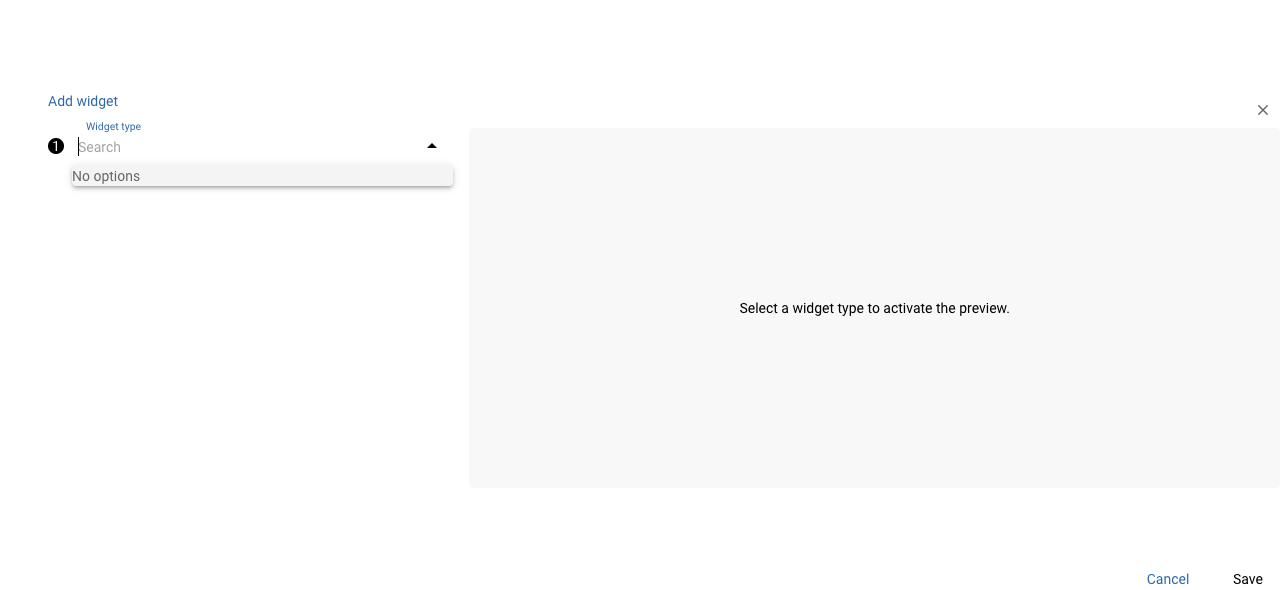 Add widget
Widget type
1
Search
No options
Select a widget type to activate the preview.
Cancel
Save